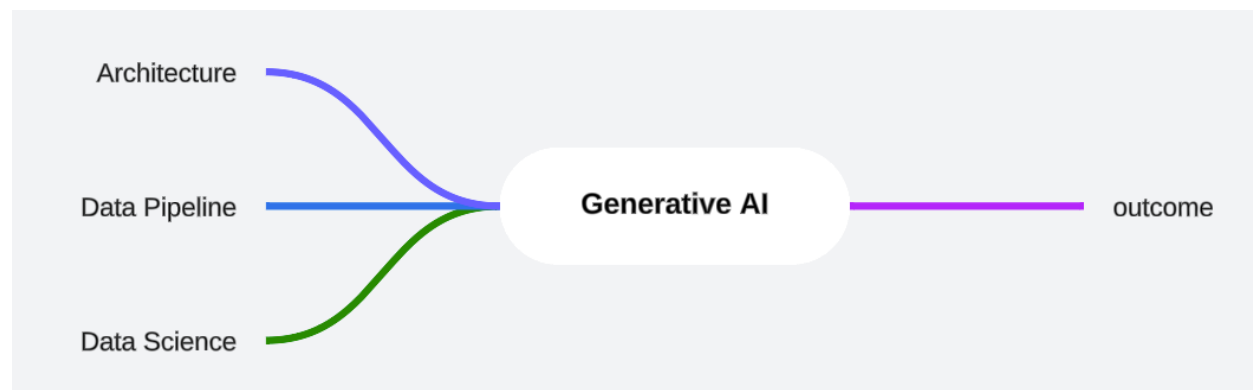 Architecture
Data Pipeline
Generative AI
outcome
Data Science